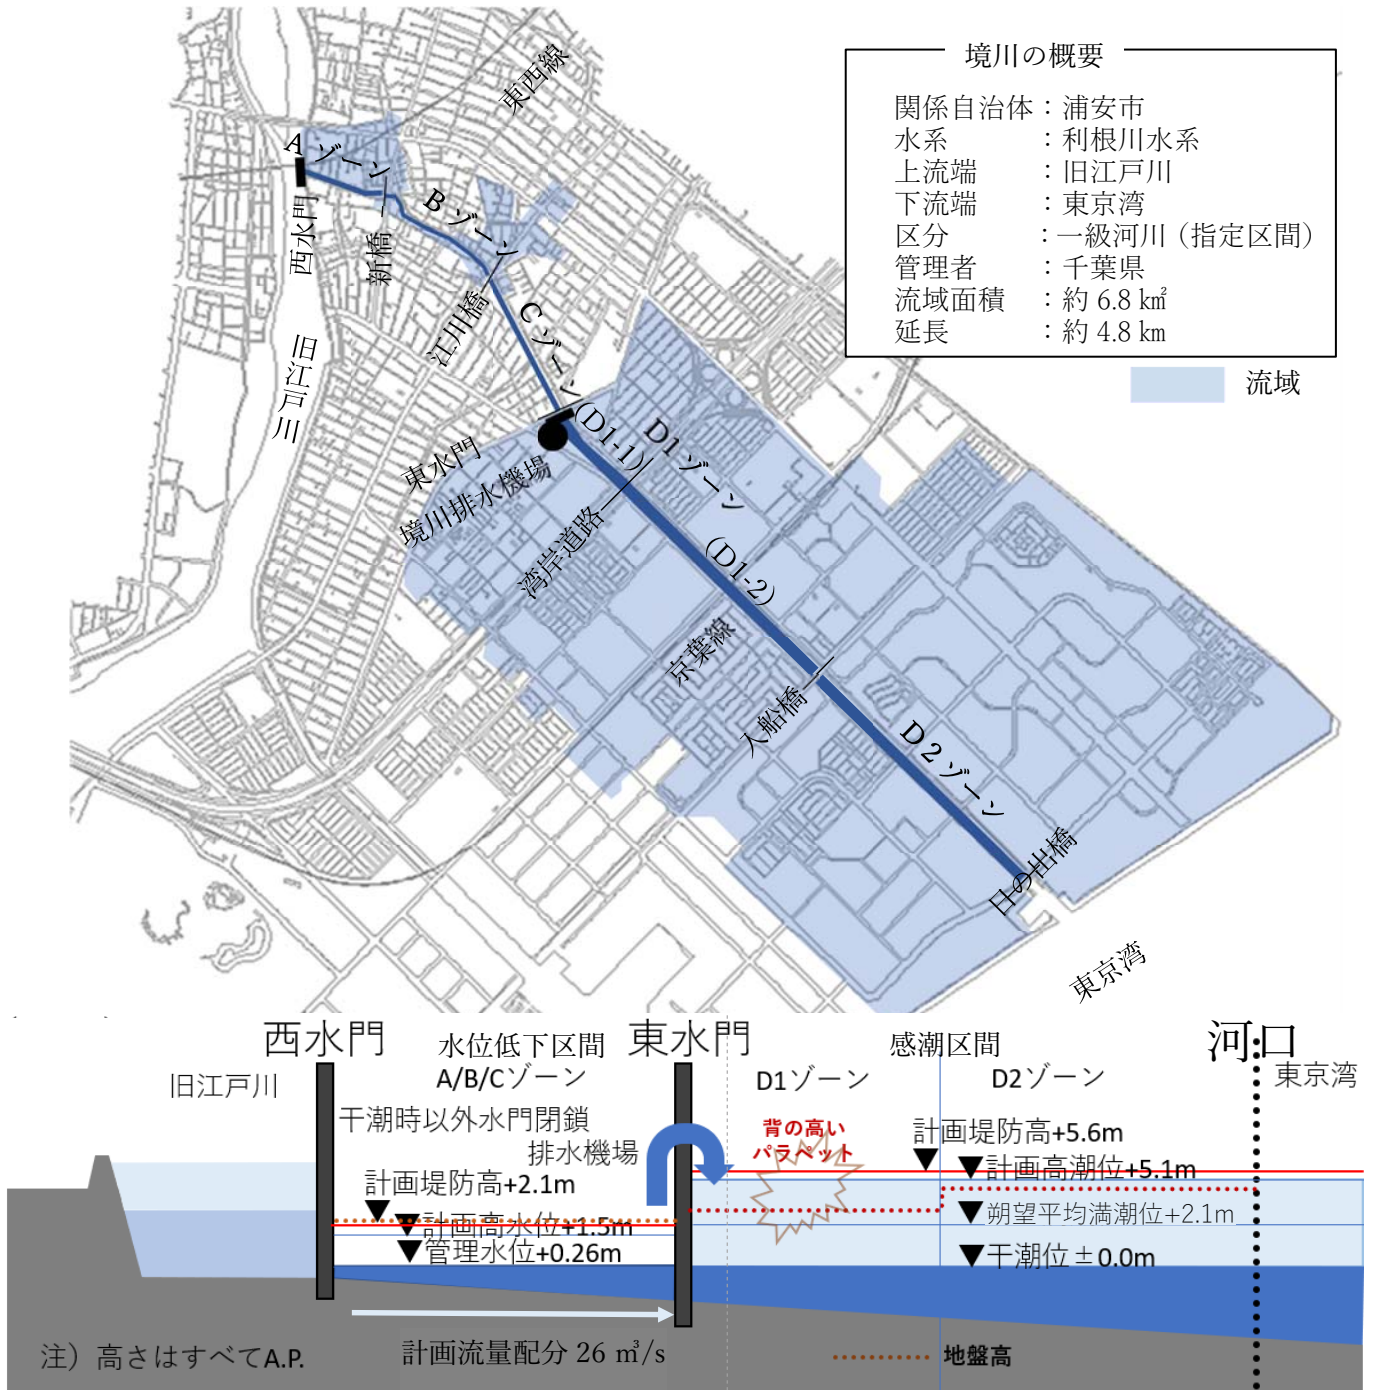 境川の概要
関係自治体：浦安市
水系　　　：利根川水系
上流端　　：旧江戸川
下流端　　：東京湾
区分　　　：一級河川（指定区間）
管理者　　：千葉県
流域面積　：約 6.8 ㎢
延長　　　：約 4.8 km
流域
東西線
Aゾーン
西水門
新橋
Bゾーン
江川橋
Cゾーン
旧江戸川
東水門
境川排水機場
(D1-1)
D1ゾーン
湾岸道路
(D1-2)
京葉線
入船橋
D2ゾーン
日の出橋
東京湾
西水門
水位低下区間
東水門
感潮区間
河口
旧江戸川
A/B/Cゾーン
D1ゾーン
D2ゾーン
東京湾
干潮時以外水門閉鎖
排水機場
背の高い
パラペット
計画堤防高+5.6m
計画高潮位+5.1m
計画堤防高+2.1m
計画高水位+1.5m
朔望平均満潮位+2.1m
管理水位+0.26m
干潮位±0.0m
注）高さはすべてA.P.
計画流量配分 26 ㎥/s
地盤高